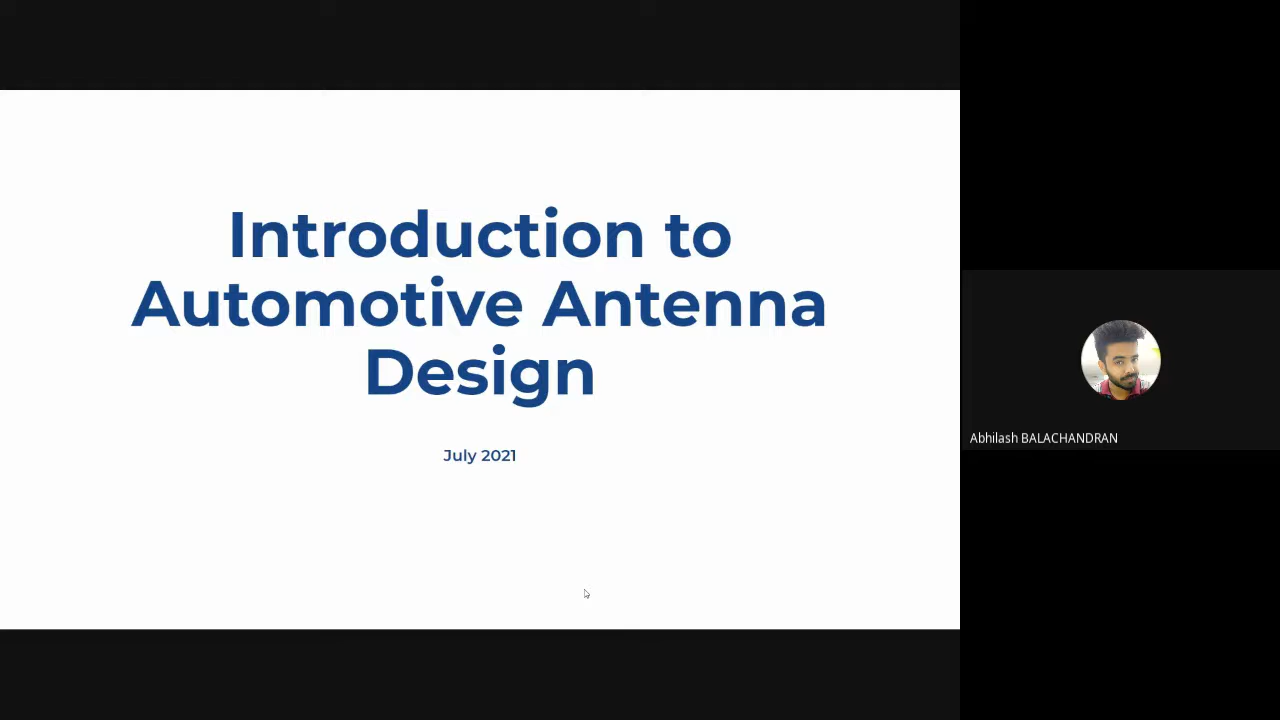 Introduction to
Automotive Antenna
Design
July 2021
Abhilash BALACHANDRAN